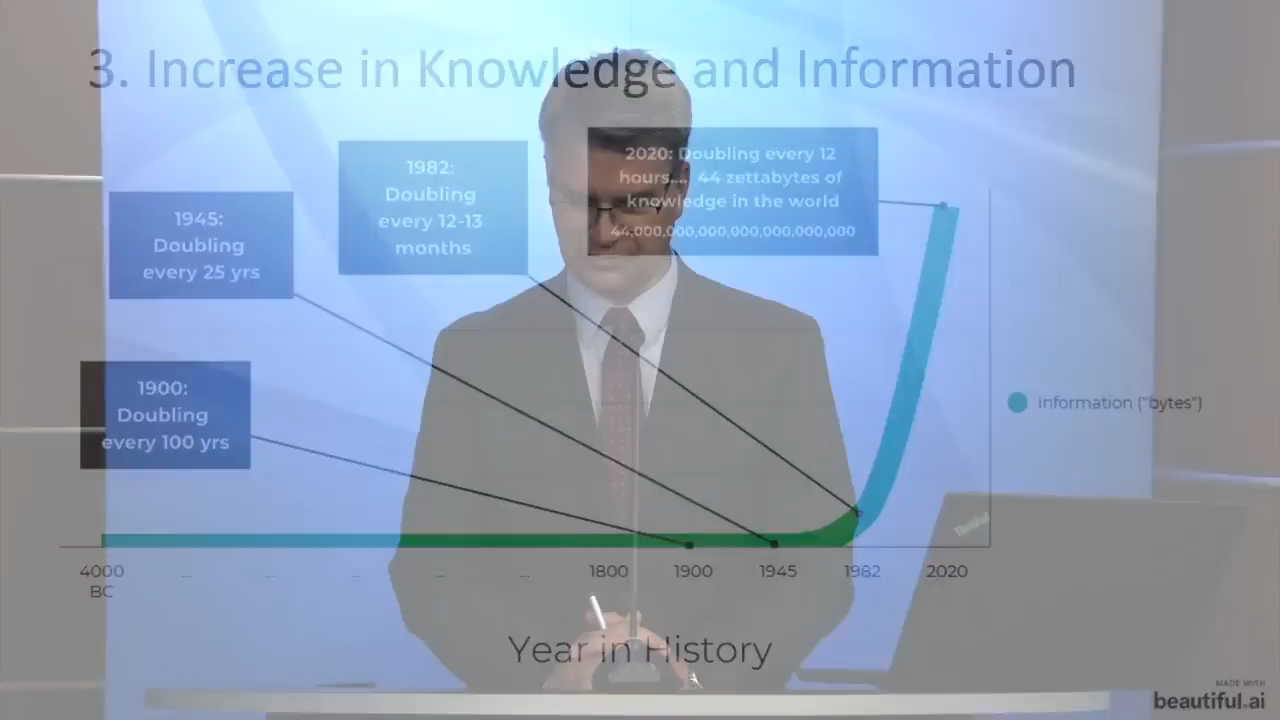 3. Increase in Knowledge and Information
1982:
Doubling
every 12-13
months
2020: Doubling every 12
hours.... 44 zettabytes of
knowledge in the world
44,000,000,000,000,000,000,000
1945:
Doubling
every 25 yrs
1900:
Doubling
every 100 yrs
Information ("bytes")
ThinkPad
4000
BC
1800
1900
1945
1982
2020
Year in History
MADE WITH
beautiful.ai